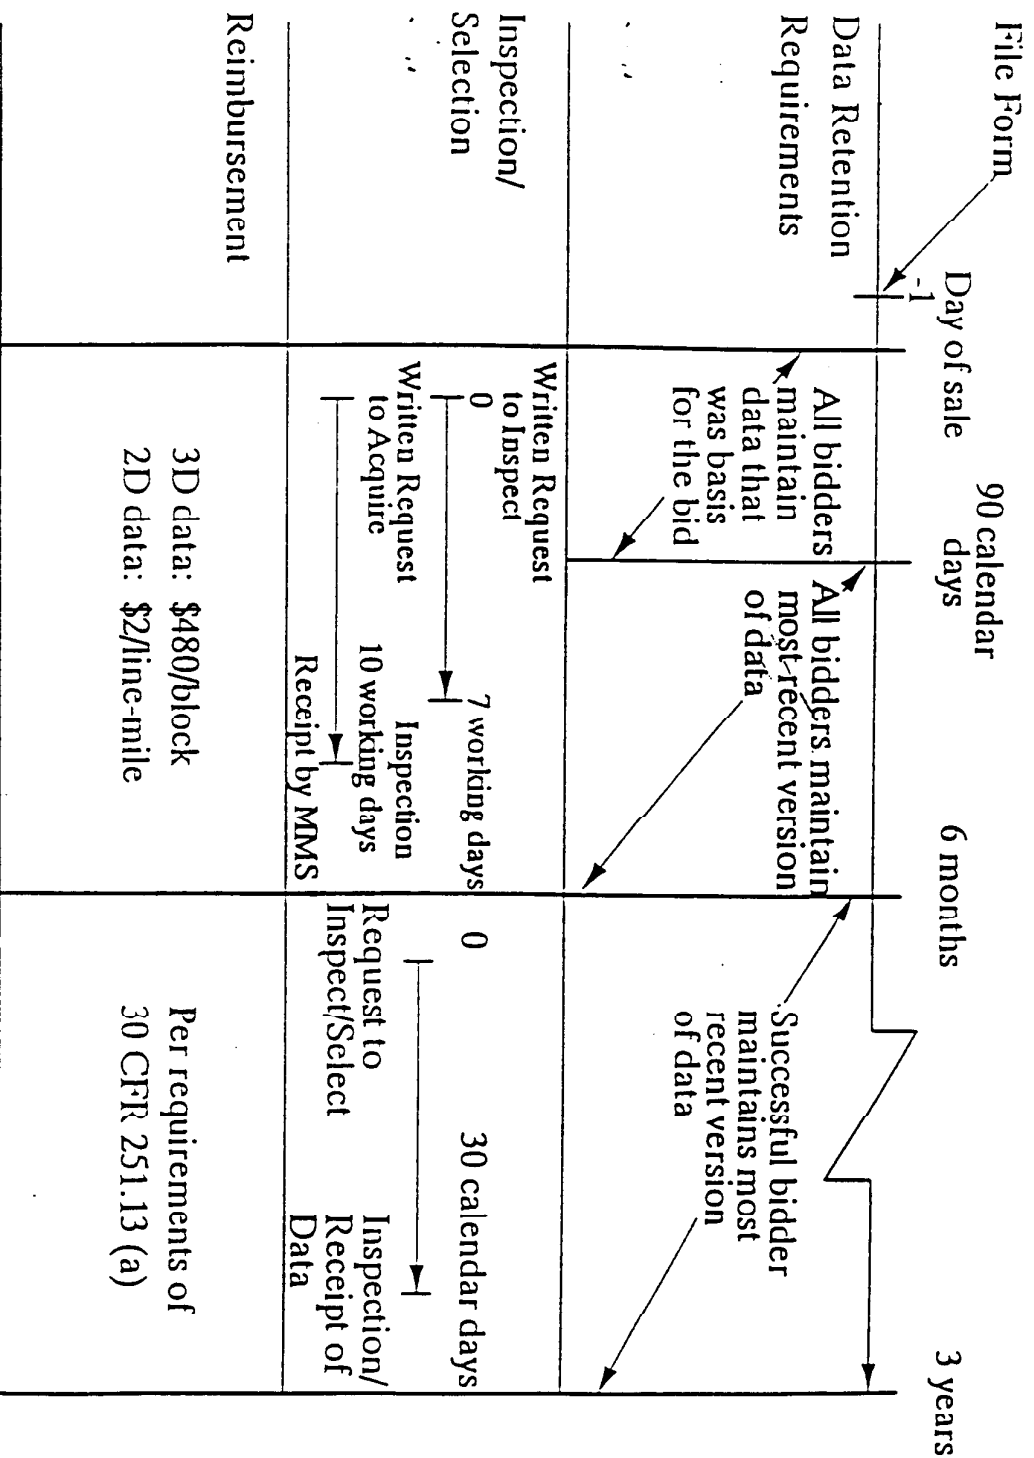 File Form
-1
Day of sale
90 calendar
days
6 months
3 years
Data Retention
Requirements
All bidders
maintain
data that
was basis
for the bid
All bidders maintain
most recent version
of data
Successful bidder
maintains most
recent version
of data
Inspection/
Selection
Written Request
to Inspect
0
7 working days
Inspection
Written Request
to Acquire
10 working days
Receipt by MMS
0
30 calendar days
Request to
Inspect/Select
Inspection/
Receipt of
Data
Reimbursement
3D data: $480/block
2D data: $2/line-mile
Per requirements of
30 CFR 251.13 (a)